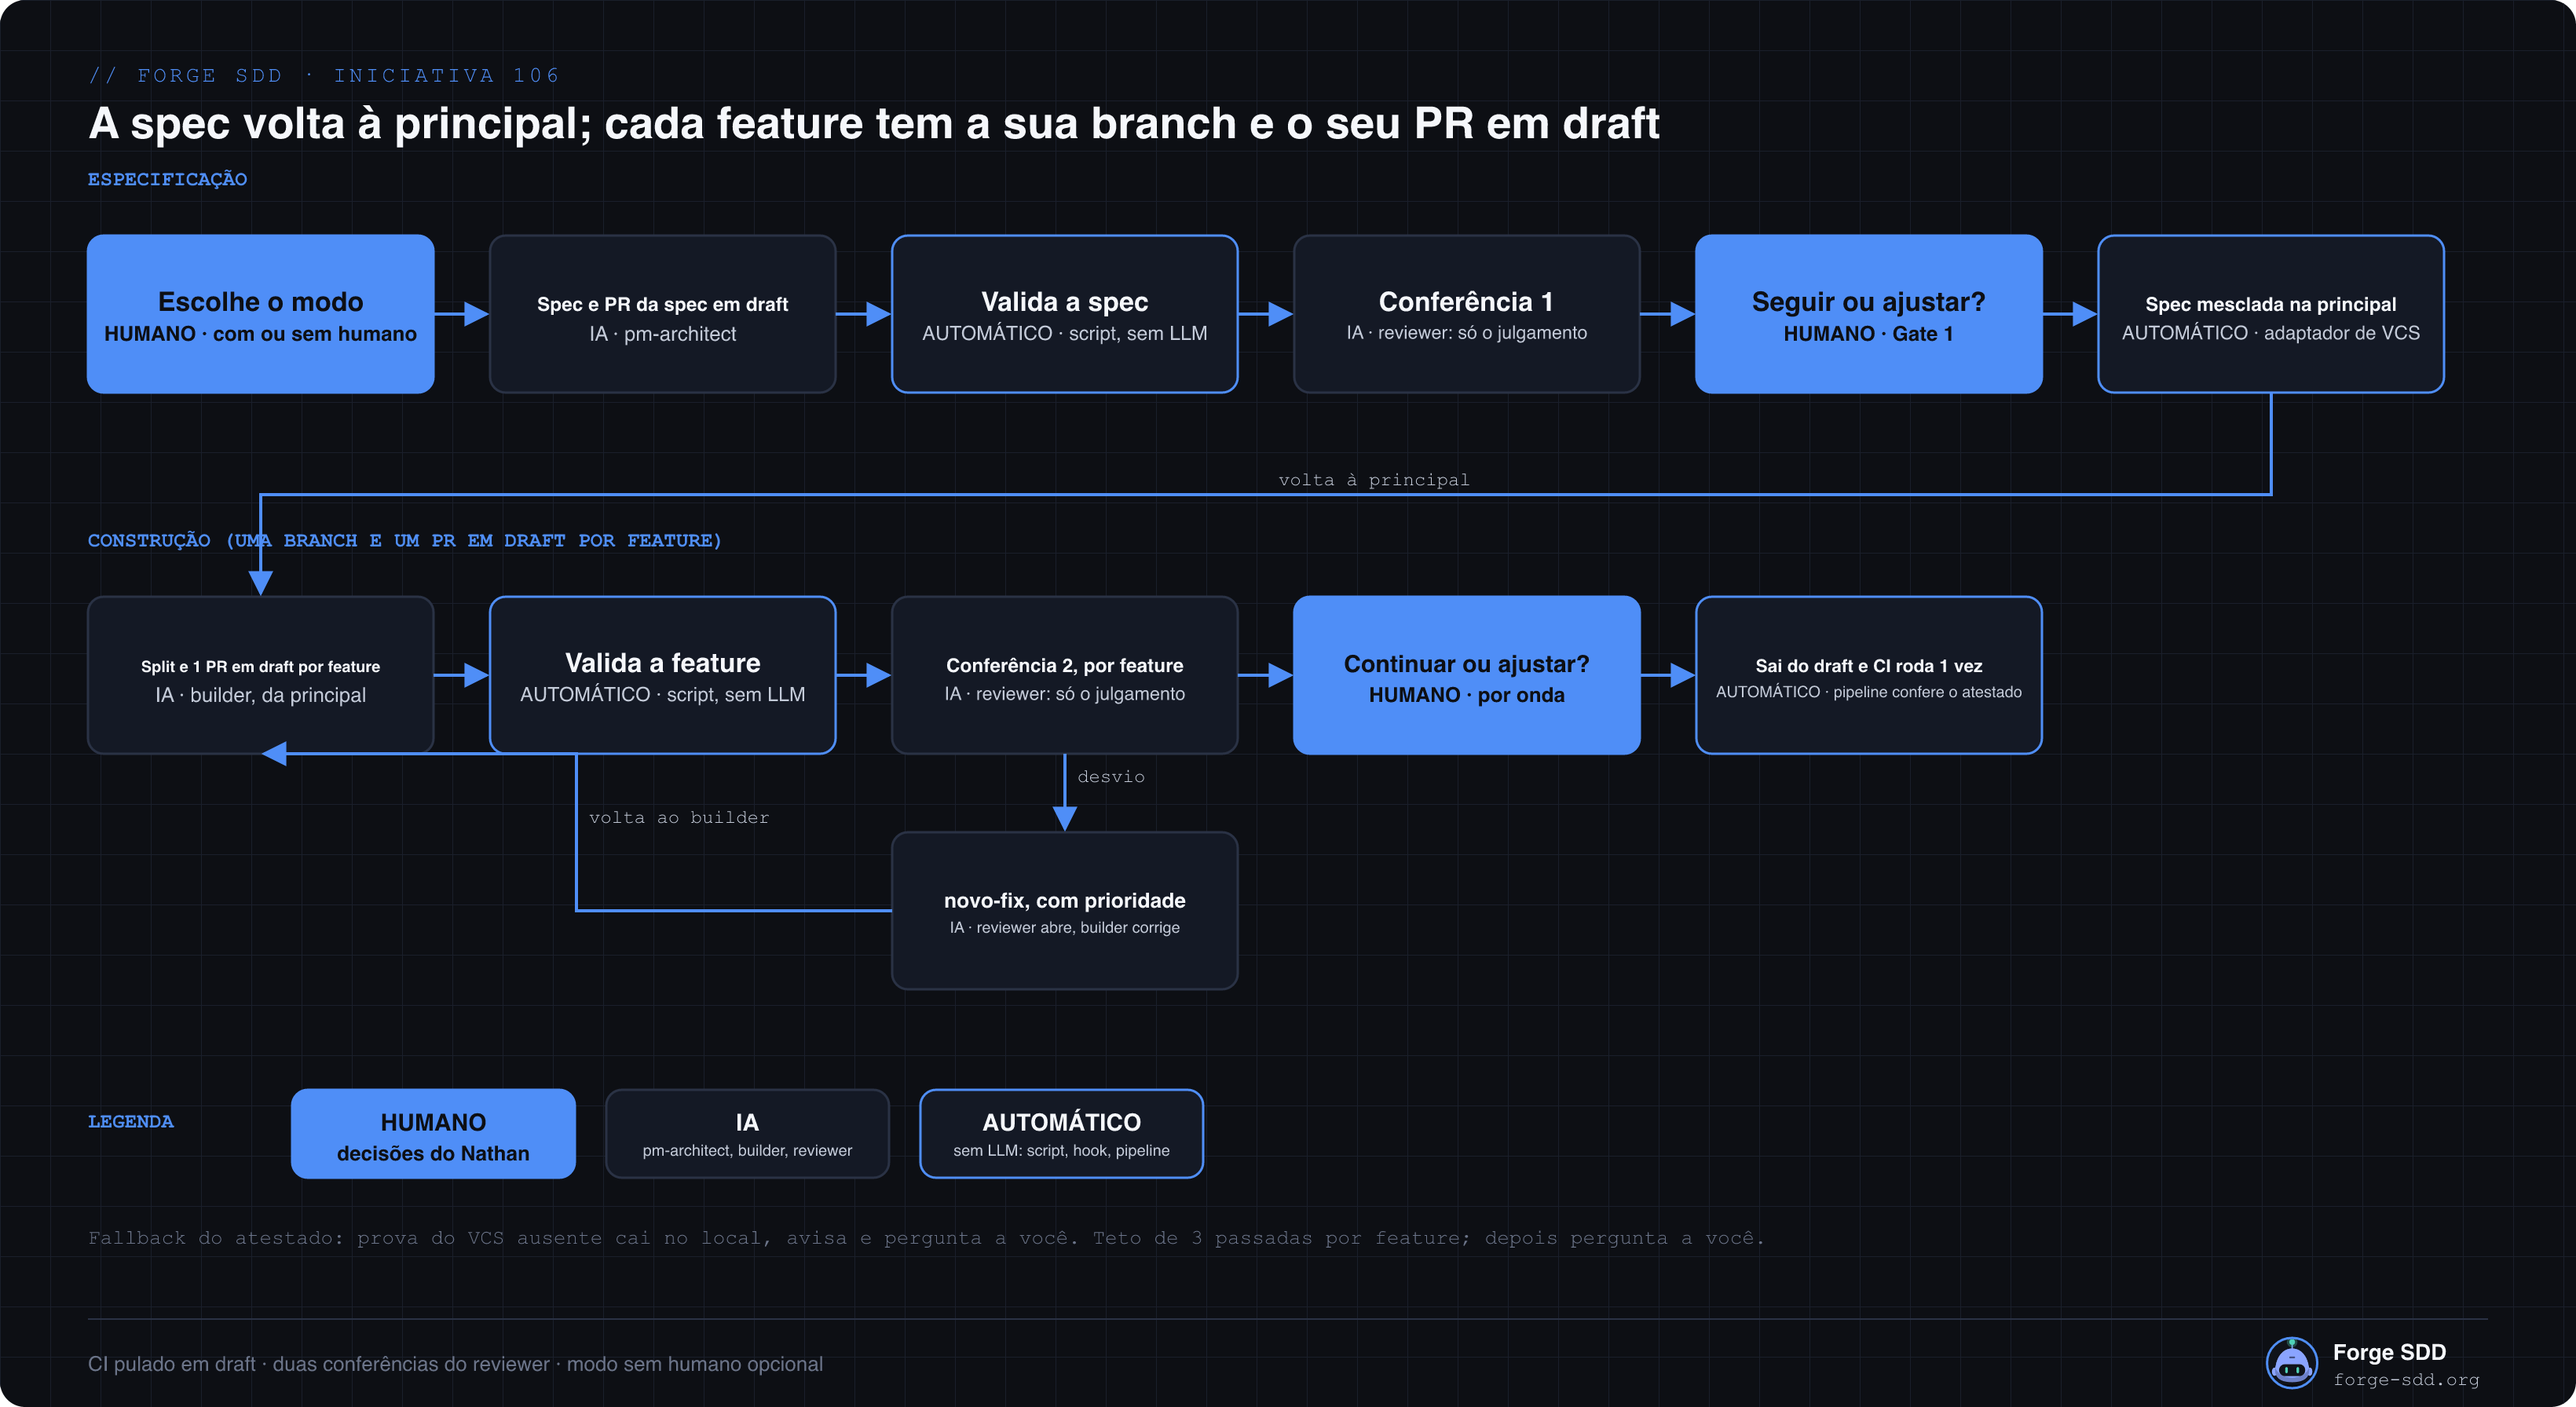 // FORGE SDD · INICIATIVA 106
A spec volta à principal; cada feature tem a sua branch e o seu PR em draft
ESPECIFICAÇÃO
Escolhe o modo
HUMANO · com ou sem humano
Spec e PR da spec em draft
IA · pm-architect
Valida a spec
AUTOMÁTICO · script, sem LLM
Conferência 1
IA · reviewer: só o julgamento
Seguir ou ajustar?
HUMANO · Gate 1
Spec mesclada na principal
AUTOMÁTICO · adaptador de VCS
volta à principal
CONSTRUÇÃO (UMA BRANCH E UM PR EM DRAFT POR FEATURE)
Split e 1 PR em draft por feature
IA · builder, da principal
Valida a feature
AUTOMÁTICO · script, sem LLM
Conferência 2, por feature
IA · reviewer: só o julgamento
Continuar ou ajustar?
HUMANO · por onda
Sai do draft e CI roda 1 vez
AUTOMÁTICO · pipeline confere o atestado
desvio
volta ao builder
novo-fix, com prioridade
IA · reviewer abre, builder corrige
LEGENDA
HUMANO
decisões do Nathan
IA
pm-architect, builder, reviewer
AUTOMÁTICO
sem LLM: script, hook, pipeline
Fallback do atestado: prova do VCS ausente cai no local, avisa e pergunta a você. Teto de 3 passadas por feature; depois pergunta a você.
CI pulado em draft · duas conferências do reviewer · modo sem humano opcional
Forge SDD
forge-sdd.org